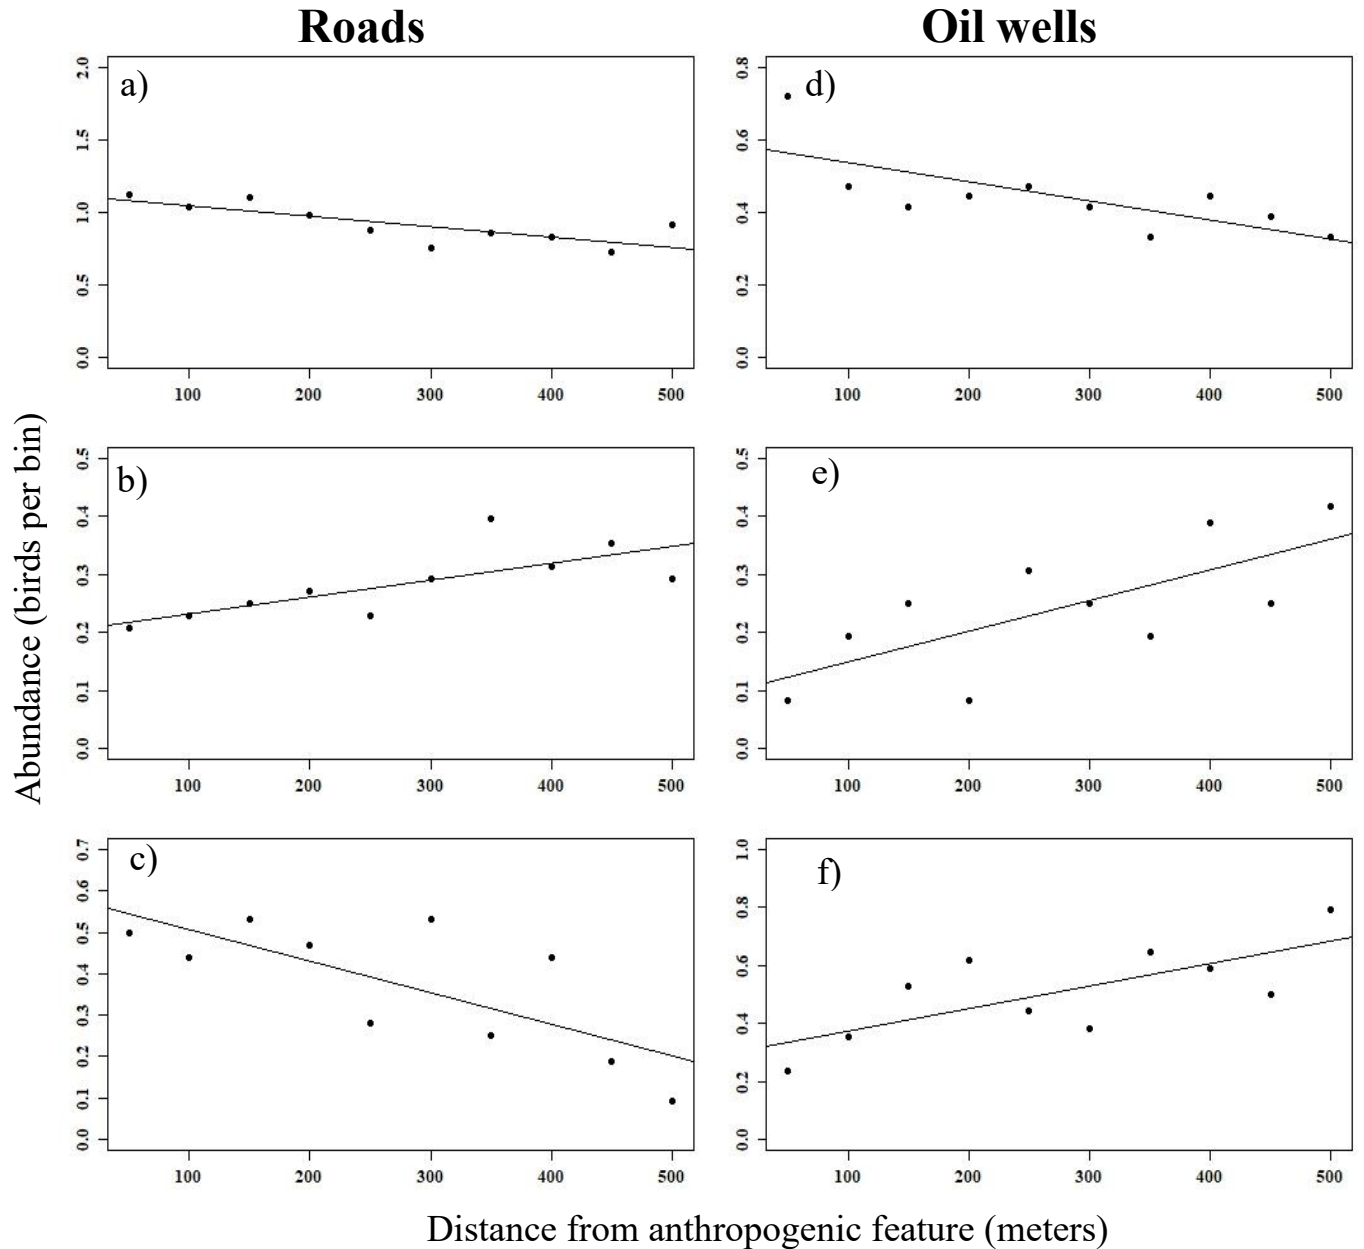 Roads
Oil wells
a)
2.0
1.5
1.0
0.5
0.0
100 200 300 400 500
d)
0.8
0.6
0.4
0.2
0.0
100 200 300 400 500
Abundance (birds per bin)
b)
0.5
0.4
0.3
0.2
0.1
0.0
100 200 300 400 500
e)
0.5
0.4
0.3
0.2
0.1
0.0
100 200 300 400 500
c)
0.7
0.6
0.5
0.4
0.3
0.2
0.1
0.0
100 200 300 400 500
f)
1.0
0.8
0.6
0.4
0.2
0.0
100 200 300 400 500
Distance from anthropogenic feature (meters)